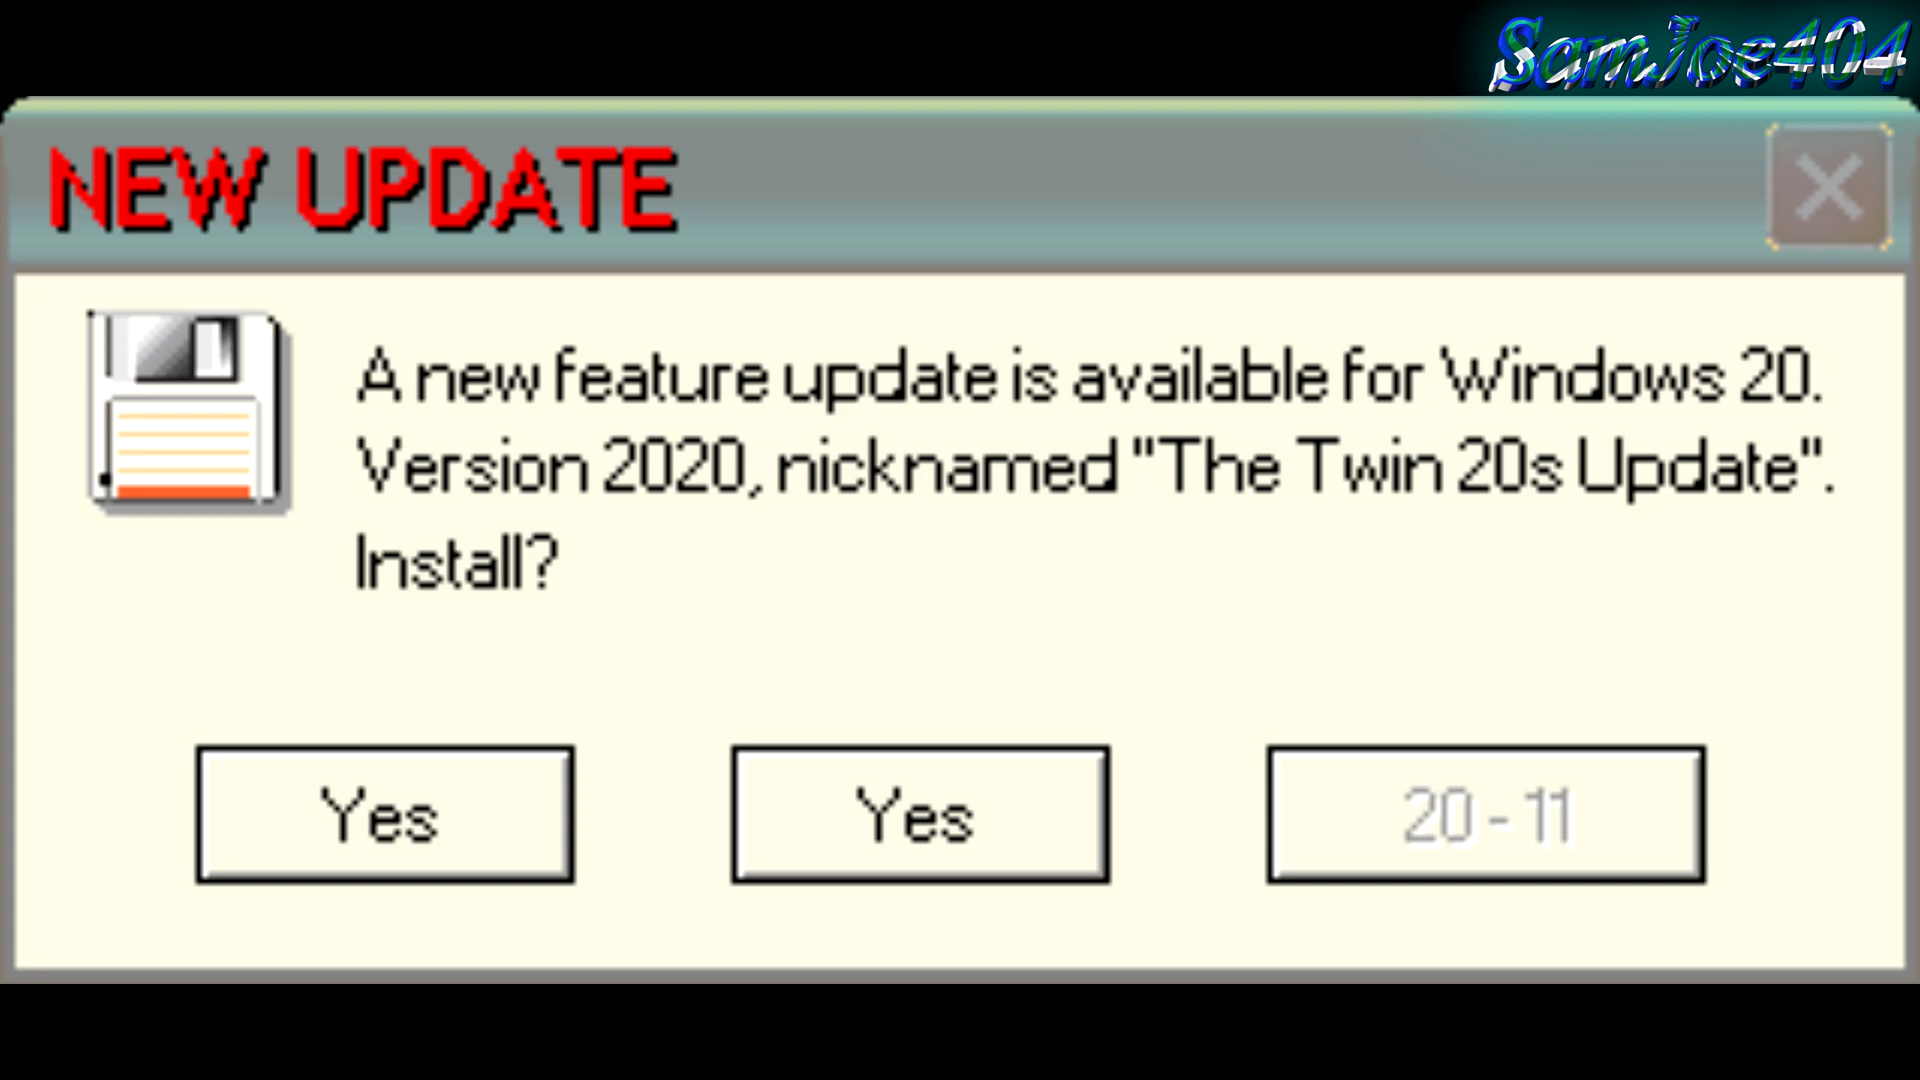 SamJoe404
NEW UPDATE
A new feature update is available for Windows 20.
Version 2020, nicknamed "The Twin 20s Update".
Install?
Yes
Yes
20 - 11